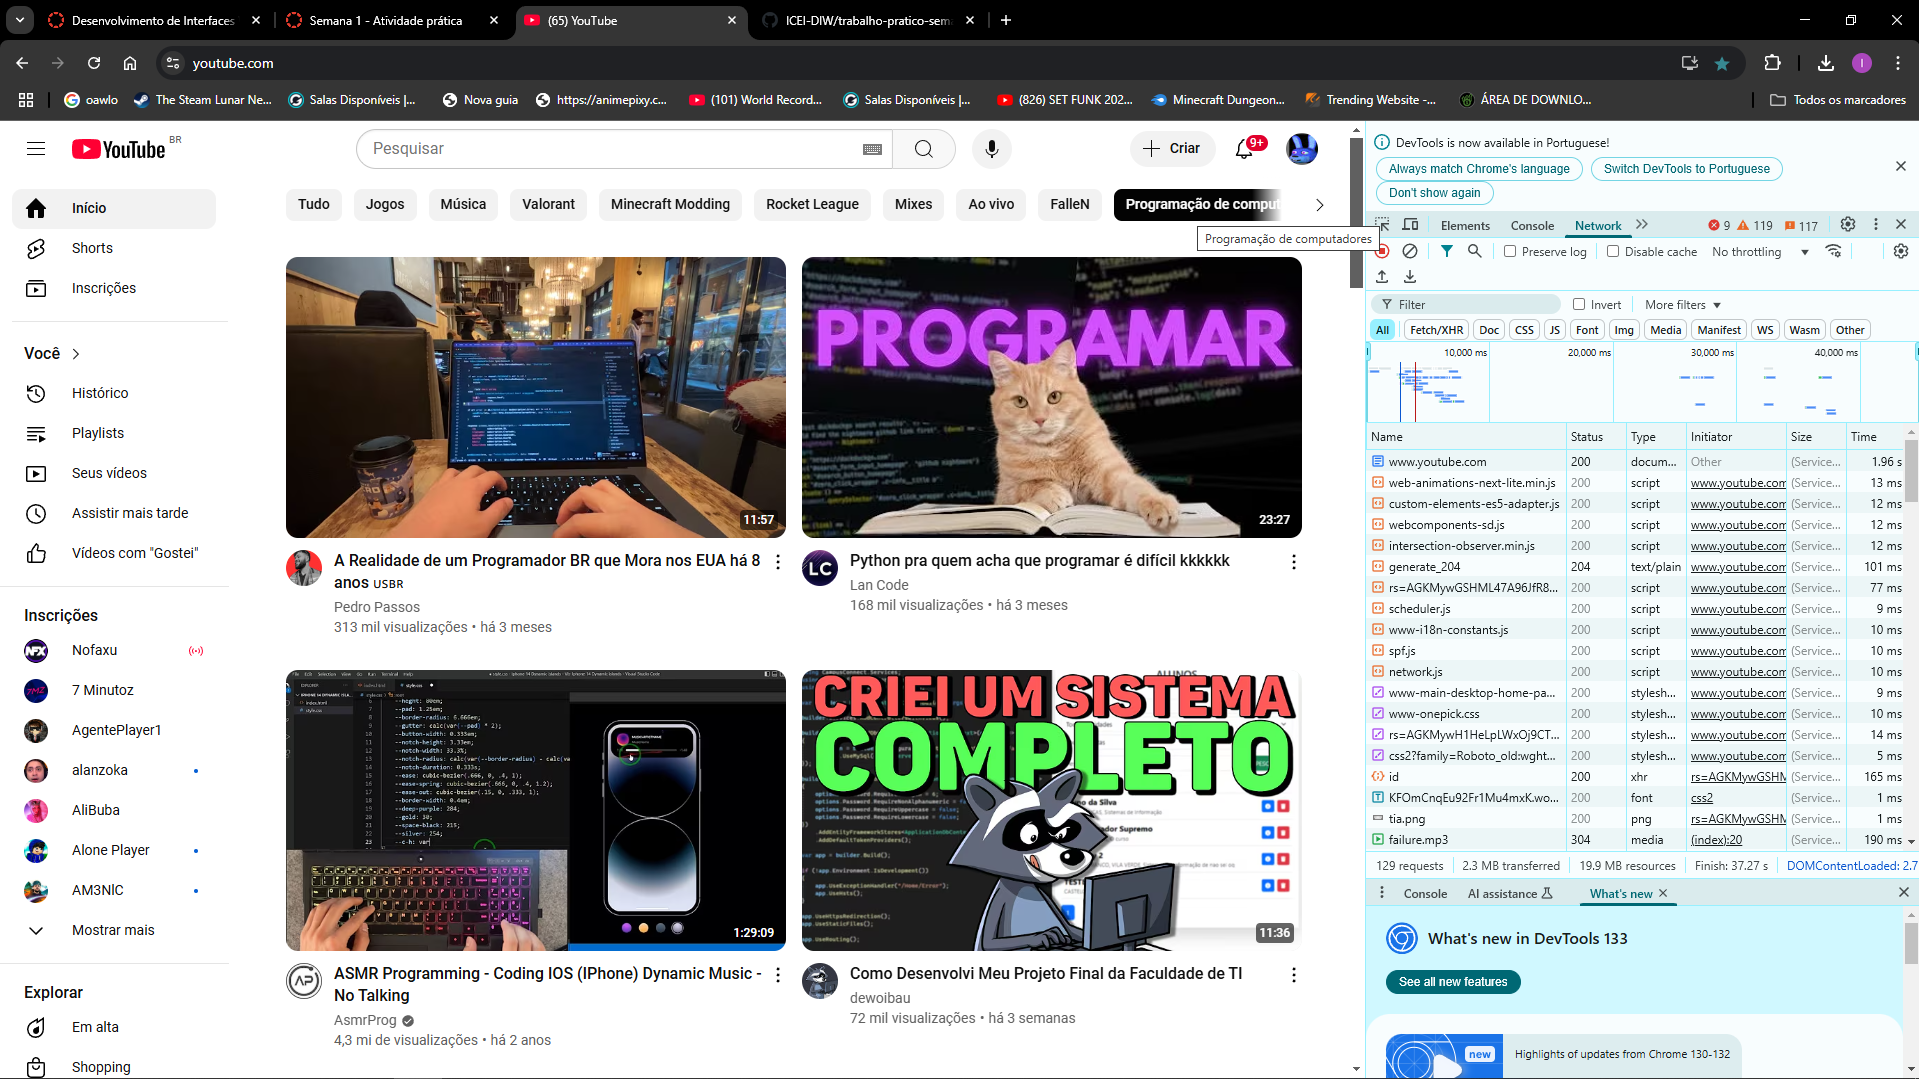 Desenvolvimento de Interfaces
Semana 1 - Atividade prática
(65) YouTube
ICEI-DIW/trabalho-pratico-sem
youtube.com
oawlo
The Steam Lunar Ne...
Salas Disponíveis |...
Nova guia
https://animepixy.c...
(101) World Record...
Salas Disponíveis |...
(826) SET FUNK 202...
Minecraft Dungeon...
Trending Website -...
ÁREA DE DOWNLO...
Todos os marcadores
YouTube BR
Pesquisar
Criar
9+
Início
Shorts
Inscrições
Você
Histórico
Playlists
Seus vídeos
Assistir mais tarde
Vídeos com "Gostei"
Inscrições
Nofaxu
7 Minutoz
AgentePlayer1
alanzoka
AliBuba
Alone Player
AM3NIC
Mostrar mais
Explorar
Em alta
Shopping
Tudo
Jogos
Música
Valorant
Minecraft Modding
Rocket League
Mixes
Ao vivo
FalleN
Programação de comput
Programação de computadores
11:57
A Realidade de um Programador BR que Mora nos EUA há 8
anos USBR
Pedro Passos
313 mil visualizações • há 3 meses
PROGRAMAR
23:27
LC
Python pra quem acha que programar é difícil kkkkkk
Lan Code
168 mil visualizações • há 3 meses
1:29:09
AP
ASMR Programming - Coding IOS (IPhone) Dynamic Music -
No Talking
AsmrProg
4,3 mi de visualizações • há 2 anos
CRIEI UM SISTEMA
COMPLETO
11:36
Como Desenvolvi Meu Projeto Final da Faculdade de TI
dewoibau
72 mil visualizações • há 3 semanas
DevTools is now available in Portuguese!
Always match Chrome's language
Switch DevTools to Portuguese
Don't show again
Elements
Console
Network
9
119
117
Preserve log
Disable cache
No throttling
Filter
Invert
More filters
All
Fetch/XHR
Doc
CSS
JS
Font
Img
Media
Manifest
WS
Wasm
Other
10,000 ms
20,000 ms
30,000 ms
40,000 ms
Name Status Type Initiator Size Time
www.youtube.com 200 docum... Other (Service... 1.96 s
web-animations-next-lite.min.js 200 script www.youtube.com (Service... 13 ms
custom-elements-es5-adapter.js 200 script www.youtube.com (Service... 12 ms
webcomponents-sd.js 200 script www.youtube.com (Service... 12 ms
intersection-observer.min.js 200 script www.youtube.com (Service... 12 ms
generate_204 204 text/plain www.youtube.com (Service... 101 ms
rs=AGKMywGSHML47A96JfR8... 200 script www.youtube.com (Service... 77 ms
scheduler.js 200 script www.youtube.com (Service... 9 ms
www-i18n-constants.js 200 script www.youtube.com (Service... 10 ms
spf.js 200 script www.youtube.com (Service... 10 ms
network.js 200 script www.youtube.com (Service... 10 ms
www-main-desktop-home-pa... 200 stylesh... www.youtube.com (Service... 9 ms
www-onepick.css 200 stylesh... www.youtube.com (Service... 10 ms
rs=AGKMywH1HeLpLWxOj9CT... 200 stylesh... www.youtube.com (Service... 14 ms
css2?family=Roboto_old:wght... 200 stylesh... www.youtube.com (Service... 5 ms
id 200 xhr rs=AGKMywGSHM (Service... 165 ms
KFOmCnqEu92Fr1Mu4mxK.wo... 200 font css2 (Service... 1 ms
tia.png 200 png rs=AGKMywGSHM (Service... 1 ms
failure.mp3 304 media (index):20 (Service... 190 ms
129 requests
2.3 MB transferred
19.9 MB resources
Finish: 37.27 s
DOMContentLoaded: 2.7
Console
AI assistance
What's new
What's new in DevTools 133
See all new features
new
Highlights of updates from Chrome 130-132